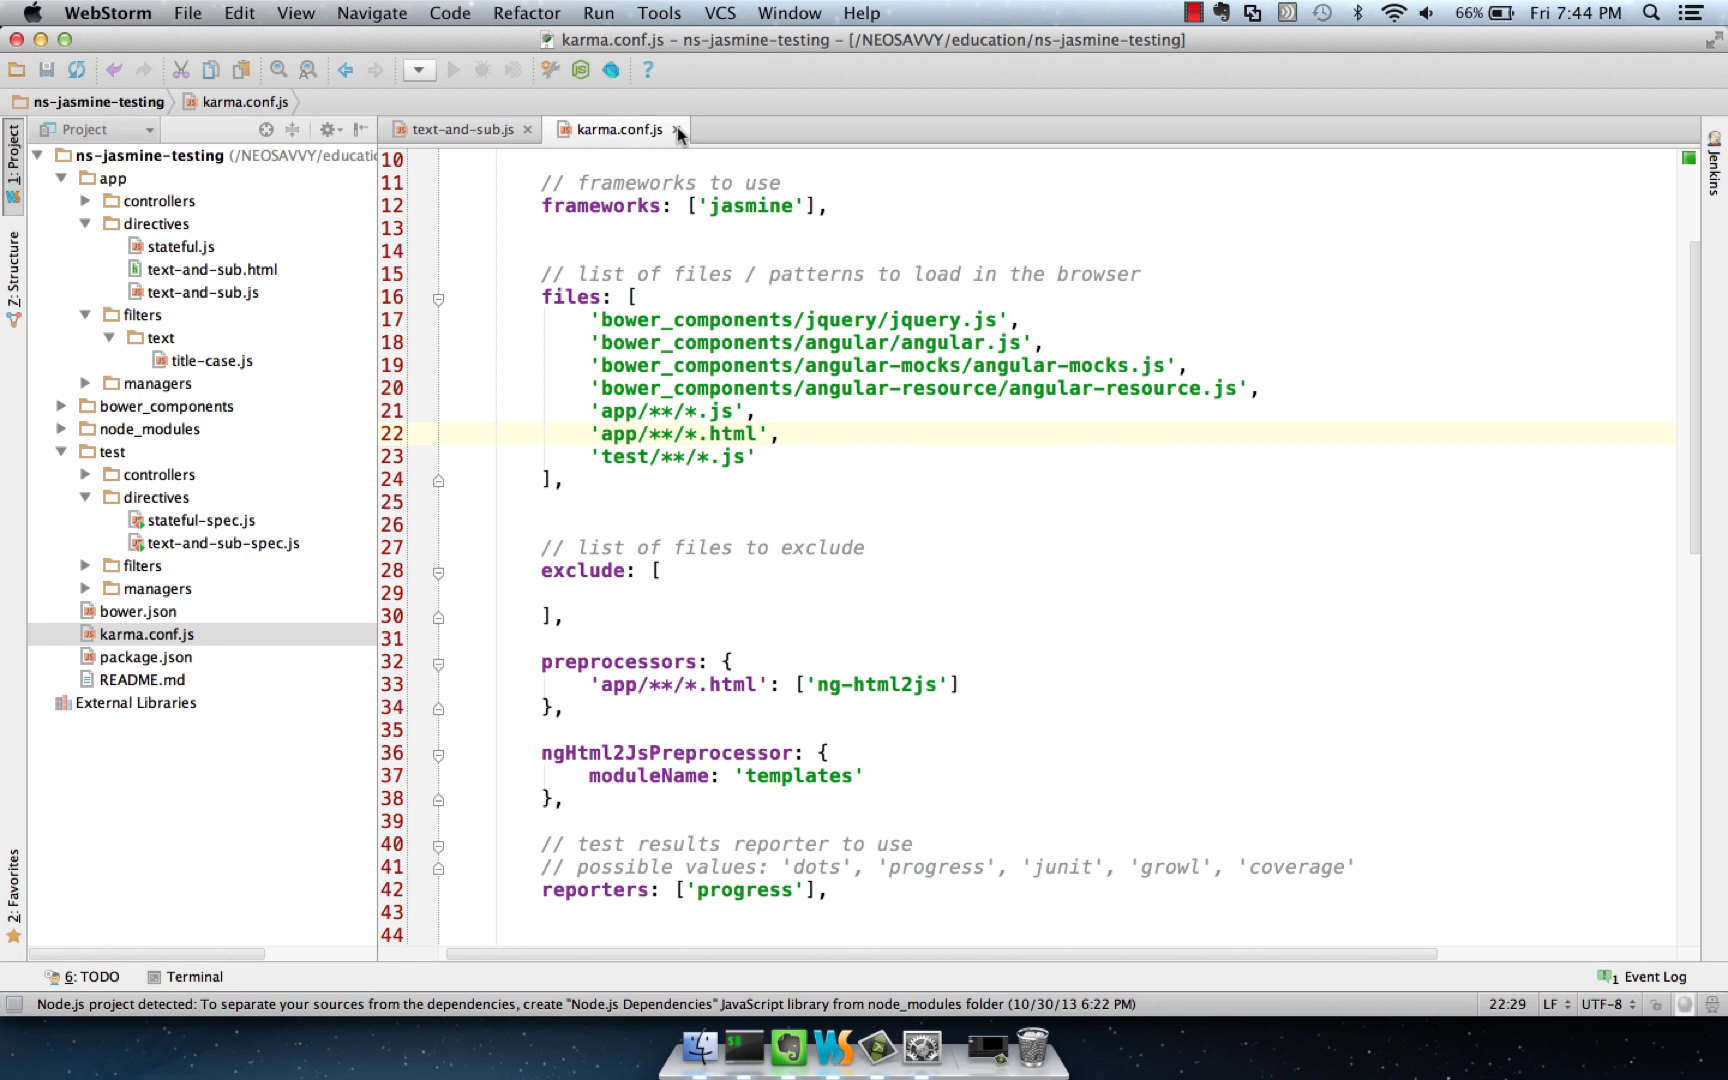 WebStorm File Edit View Navigate Code Refactor Run Tools VCS Window Help 66% Fri 7:44 PM
karma.conf.js - ns-jasmine-testing - [/NEOSAVVY/education/ns-jasmine-testing]
ns-jasmine-testing karma.conf.js
Project
text-and-sub.js karma.conf.js
1: Project
7: Structure
2: Favorites
Jenkins
ns-jasmine-testing (/NEOSAVVY/educatic
app
controllers
directives
stateful.js
text-and-sub.html
text-and-sub.js
filters
text
title-case.js
managers
bower_components
node_modules
test
controllers
directives
stateful-spec.js
text-and-sub-spec.js
filters
managers
bower.json
karma.conf.js
package.json
README.md
External Libraries
10
11 // frameworks to use
12 frameworks: ['jasmine'],
13
14
15 // list of files / patterns to load in the browser
16 files: [
17 'bower_components/jquery/jquery.js',
18 'bower_components/angular/angular.js',
19 'bower_components/angular-mocks/angular-mocks.js',
20 'bower_components/angular-resource/angular-resource.js',
21 'app/**/*.js',
22 'app/**/*.html',
23 'test/**/*.js'
24 ],
25
26
27 // list of files to exclude
28 exclude: [
29
30 ],
31
32 preprocessors: {
33 'app/**/*.html': ['ng-html2js']
34 },
35
36 ngHtml2JsPreprocessor: {
37 moduleName: 'templates'
38 },
39
40 // test results reporter to use
41 // possible values: 'dots', 'progress', 'junit', 'growl', 'coverage'
42 reporters: ['progress'],
43
44
6: TODO Terminal 1 Event Log
Node.js project detected: To separate your sources from the dependencies, create "Node.js Dependencies" JavaScript library from node_modules folder (10/30/13 6:22 PM) 22:29 LF UTF-8